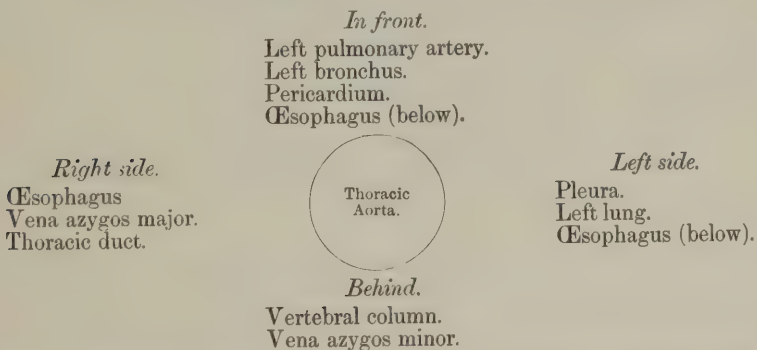 In front.
Left pulmonary artery.
Left bronchus.
Pericardium.
Œsophagus (below).
Right side.
Œsophagus
Vena azygos major.
Thoracic duct.
Thoracic
Aorta.
Left side.
Pleura.
Left lung.
Œsophagus (below).
Behind.
Vertebral column.
Vena azygos minor.